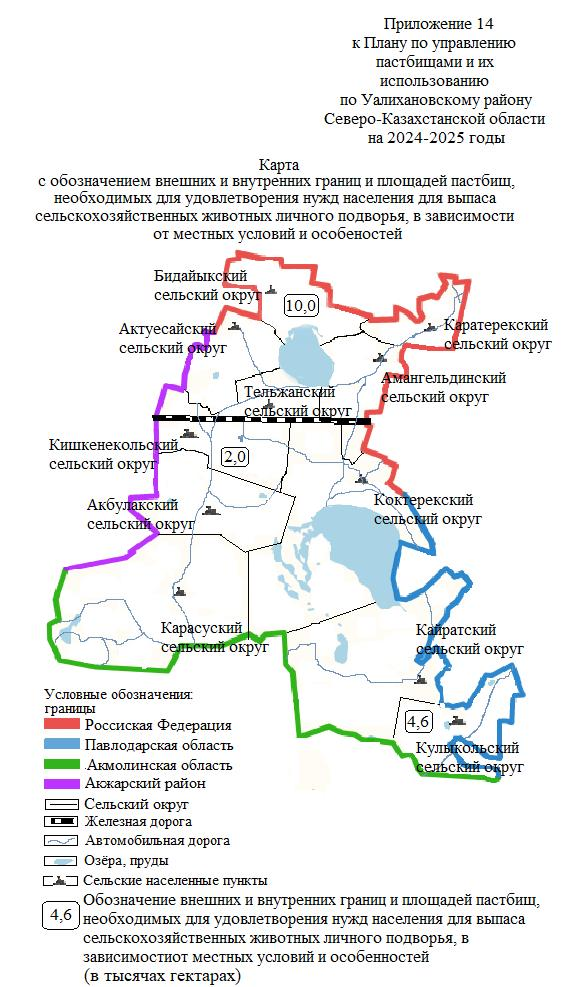 Приложение 14
к Плану по управлению
пастбищами и их
использованию
по Уалихановскому району
Северо-Казахстанской области
на 2024-2025 годы
Карта
с обозначением внешних и внутренних границ и площадей пастбищ,
необходимых для удовлетворения нужд населения для выпаса
сельскохозяйственных животных личного подворья, в зависимости
от местных условий и особеностей
Бидайыкский
сельский округ
10,0
Актуесайский
сельский округ
Каратерекский
сельский округ
Амангельдинский
сельский округ
Тельжанский
сельский округ
Кишкенекольский
сельский округ
2,0
Акбулакский
сельский округ
Коктерекский
сельский округ
Карасуский
сельский округ
Кайратский
сельский округ
4,6
Кулыкольский
сельский округ
Условные обозначения:
границы
Россиская Федерация
Павлодарская область
Акмолинская область
Акжарский район
Сельский округ
Железная дорога
Автомобильная дорога
Озёра, пруды
Сельские населенные пункты
4,6
Обозначение внешних и внутренних границ и площадей пастбищ,
необходимых для удовлетворения нужд населения для выпаса
сельскохозяйственных животных личного подворья, в
зависимостиот местных условий и особенностей
(в тысячах гектарах)